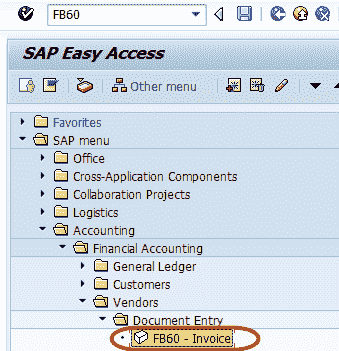 FB60
SAP Easy Access
Other menu
Favorites
SAP menu
Office
Cross-Application Components
Collaboration Projects
Logistics
Accounting
Financial Accounting
General Ledger
Customers
Vendors
Document Entry
FB60 - Invoice